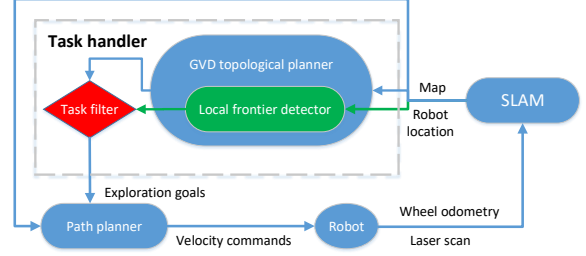 Task handler
GVD topological planner
Local frontier detector
Task filter
Map
Robot
location
SLAM
Exploration goals
Path planner
Velocity commands
Robot
Wheel odometry
Laser scan